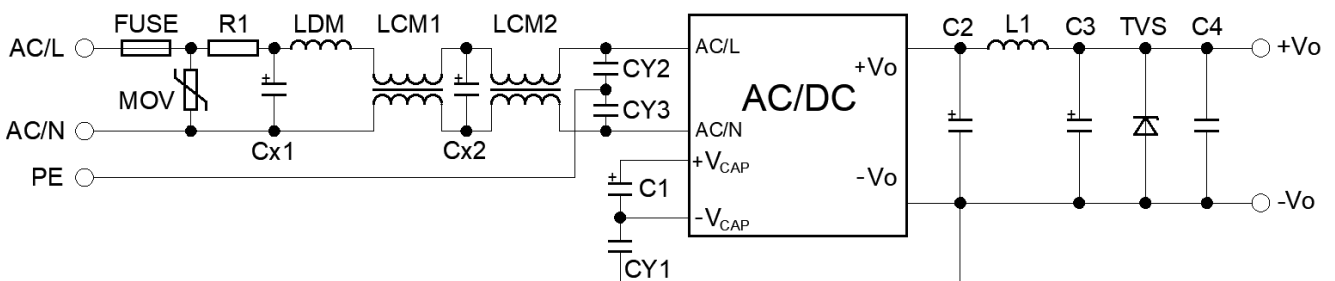 FUSE R1 LDM LCM1 LCM2 C2 L1 C3 TVS C4
AC/L AC/L +Vo
CY2 +Vo
MOV AC/DC
CY3
AC/N AC/N
Cx1 Cx2
+VCAP
PE C1 -Vo -Vo
-VCAP
CY1
+ + + + +